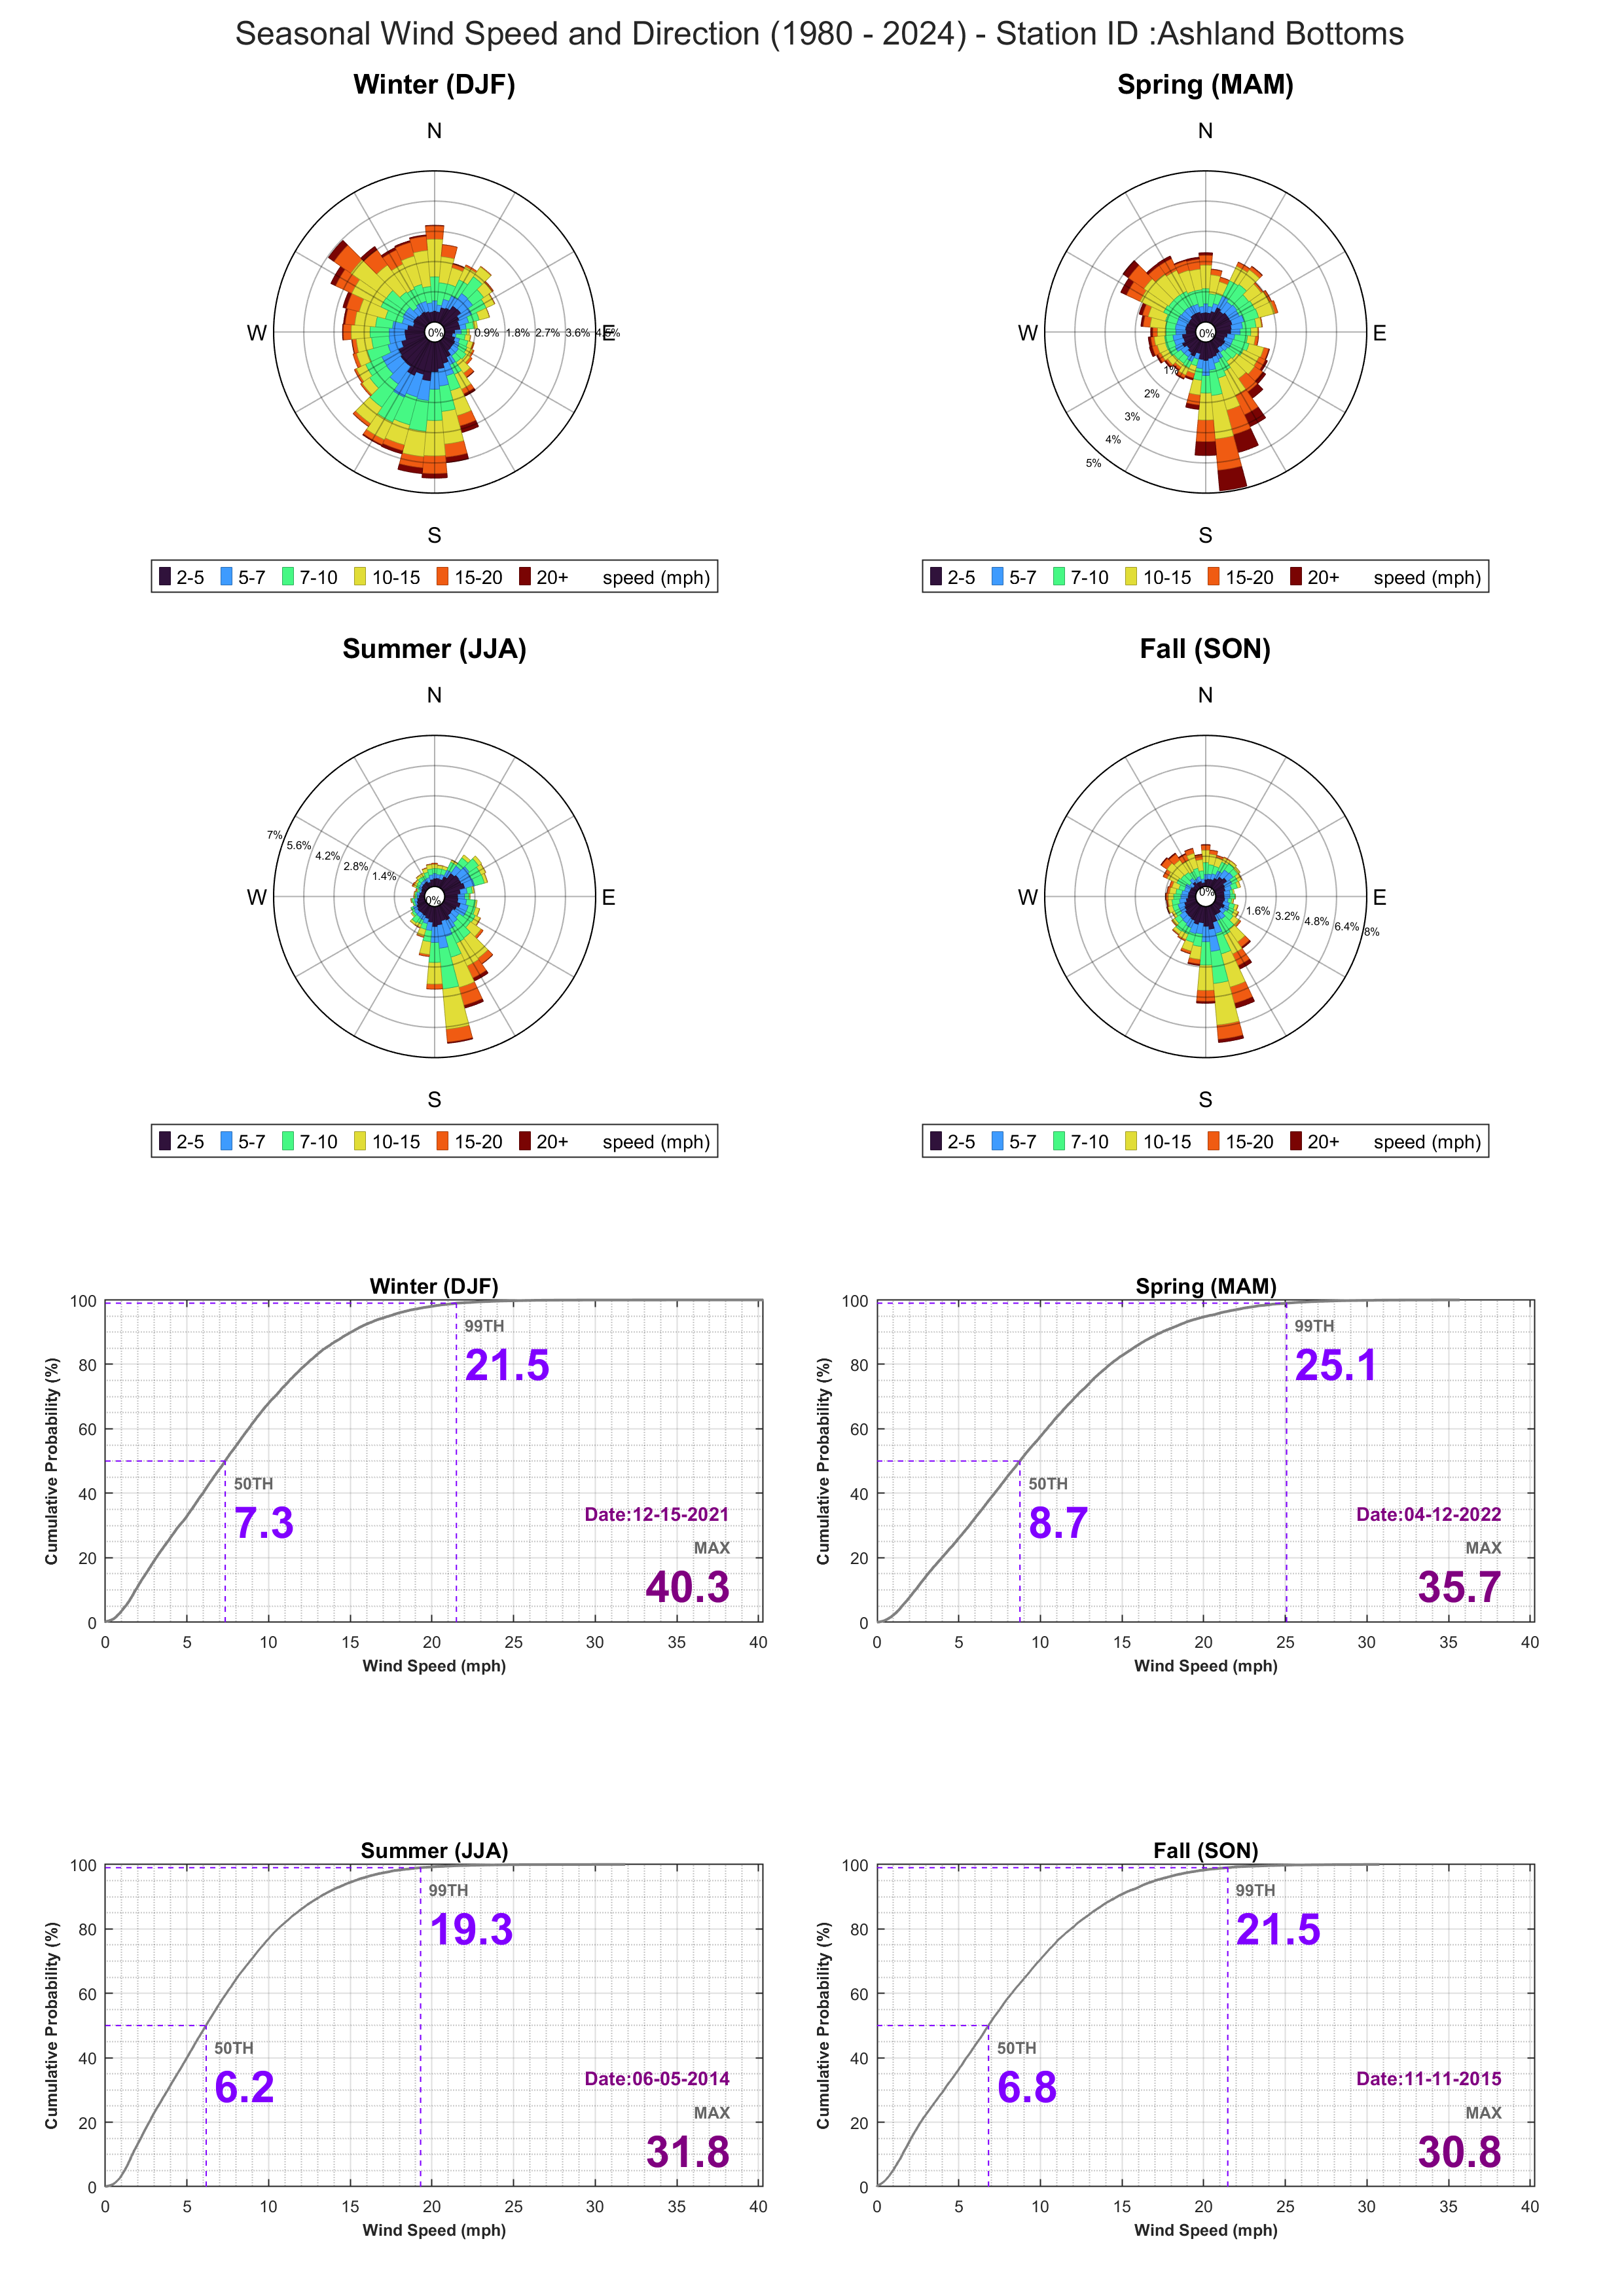 Seasonal Wind Speed and Direction (1980 - 2024) - Station ID :Ashland Bottoms
Winter (DJF)
N
W
0%
0.9%
1.8%
2.7%
3.6%
4.5%
E
S
2-5 5-7 7-10 10-15 15-20 20+ speed (mph)
Spring (MAM)
N
W
0%
E
1%
2%
3%
4%
5%
S
2-5 5-7 7-10 10-15 15-20 20+ speed (mph)
Summer (JJA)
N
7%
5.6%
4.2%
2.8%
1.4%
0%
W
E
S
2-5 5-7 7-10 10-15 15-20 20+ speed (mph)
Fall (SON)
N
W
0%
E
1.6%
3.2%
4.8%
6.4%
8%
S
2-5 5-7 7-10 10-15 15-20 20+ speed (mph)
Winter (DJF)
Cumulative Probability (%)
100
80
60
40
20
0
99TH
21.5
50TH
7.3
Date:12-15-2021
MAX
40.3
0 5 10 15 20 25 30 35 40
Wind Speed (mph)
Spring (MAM)
Cumulative Probability (%)
100
80
60
40
20
0
99TH
25.1
50TH
8.7
Date:04-12-2022
MAX
35.7
0 5 10 15 20 25 30 35 40
Wind Speed (mph)
Summer (JJA)
Cumulative Probability (%)
100
80
60
40
20
0
99TH
19.3
50TH
6.2
Date:06-05-2014
MAX
31.8
0 5 10 15 20 25 30 35 40
Wind Speed (mph)
Fall (SON)
Cumulative Probability (%)
100
80
60
40
20
0
99TH
21.5
50TH
6.8
Date:11-11-2015
MAX
30.8
0 5 10 15 20 25 30 35 40
Wind Speed (mph)